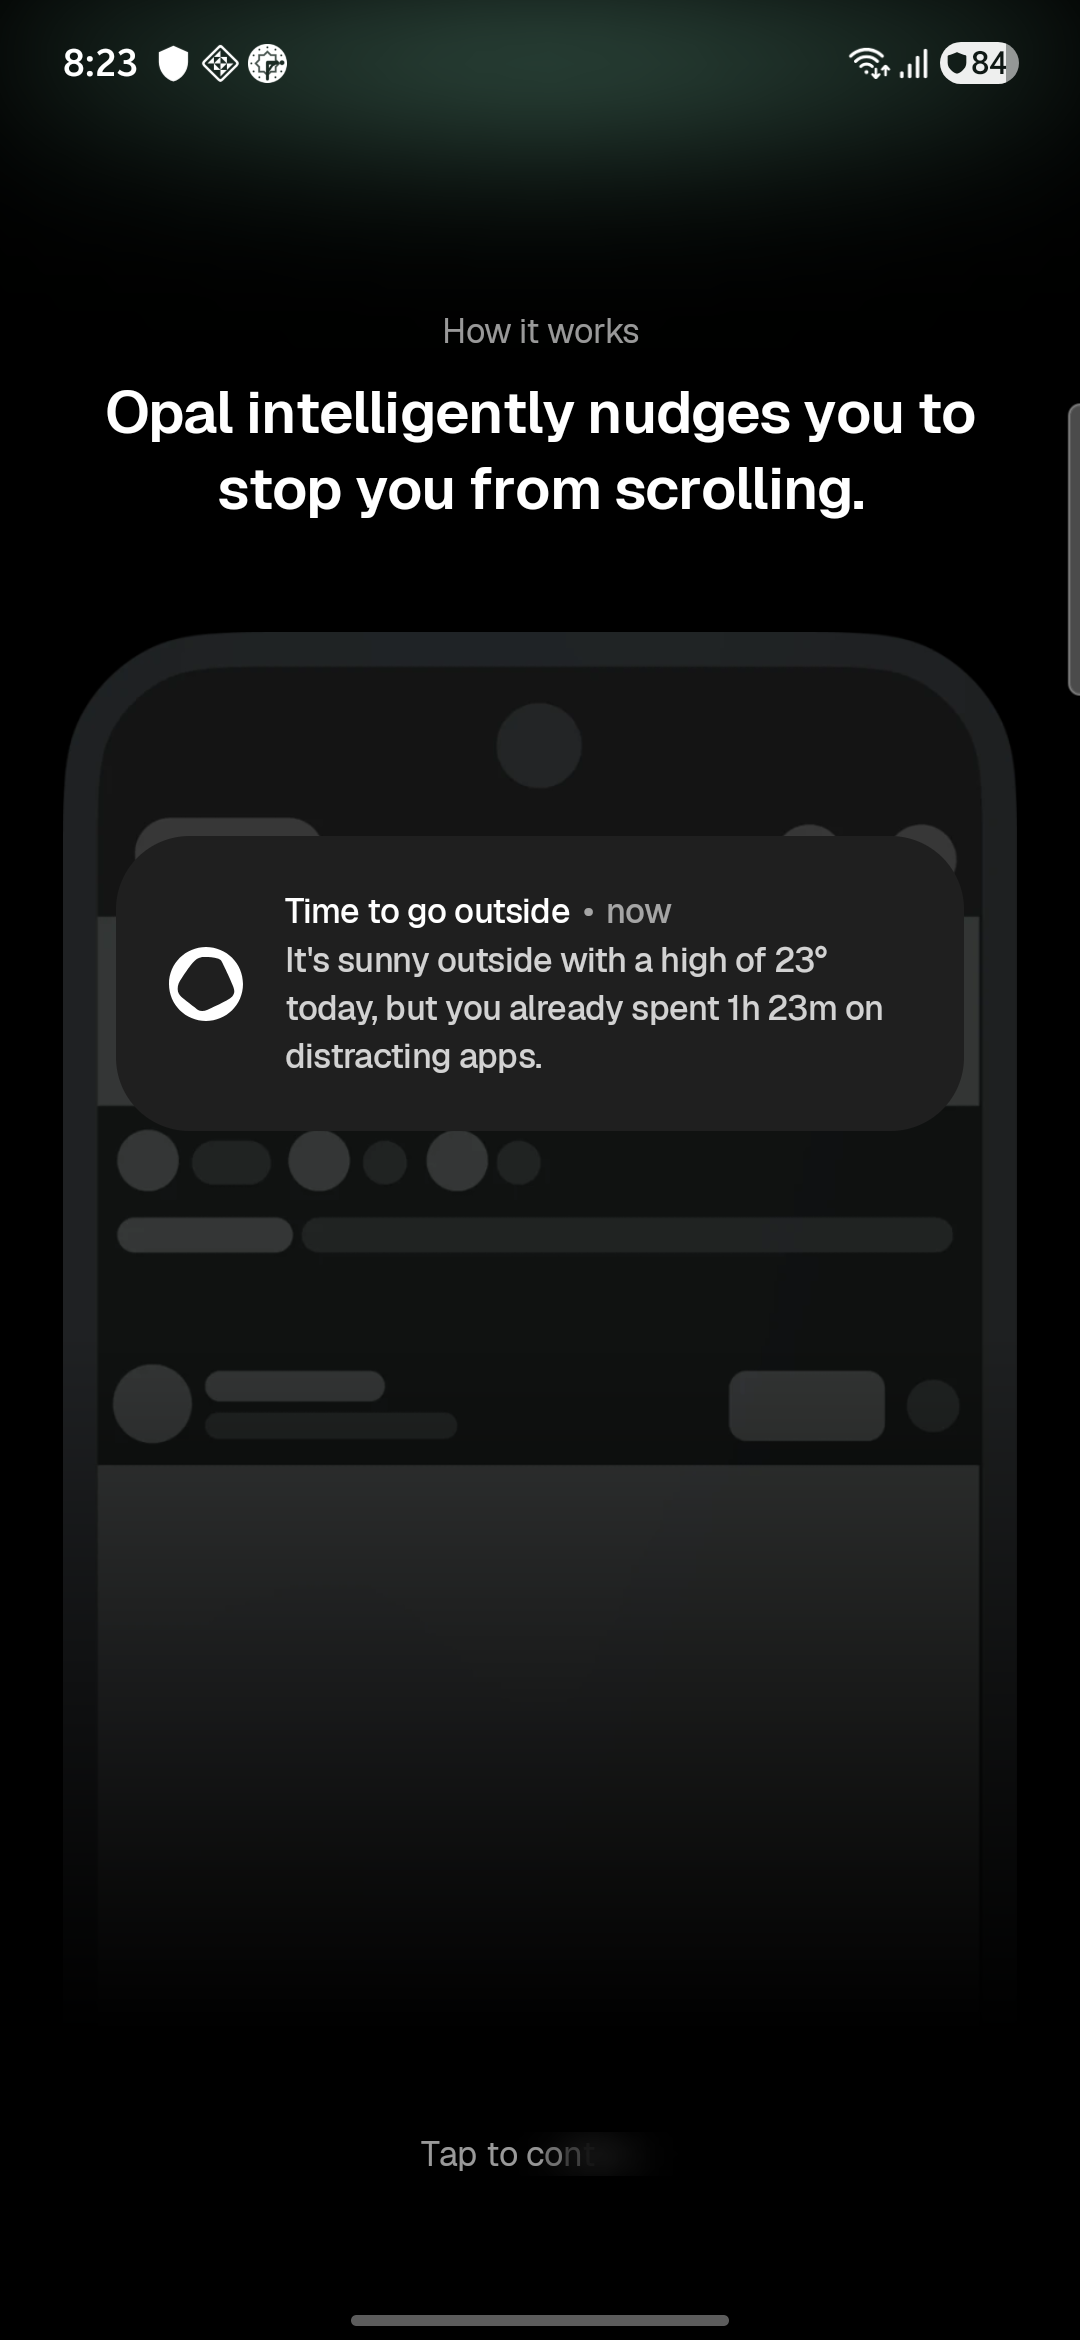 8:23
84
How it works
Opal intelligently nudges you to
stop you from scrolling.
Time to go outside • now
It's sunny outside with a high of 23°
today, but you already spent 1h 23m on
distracting apps.
Tap to cont